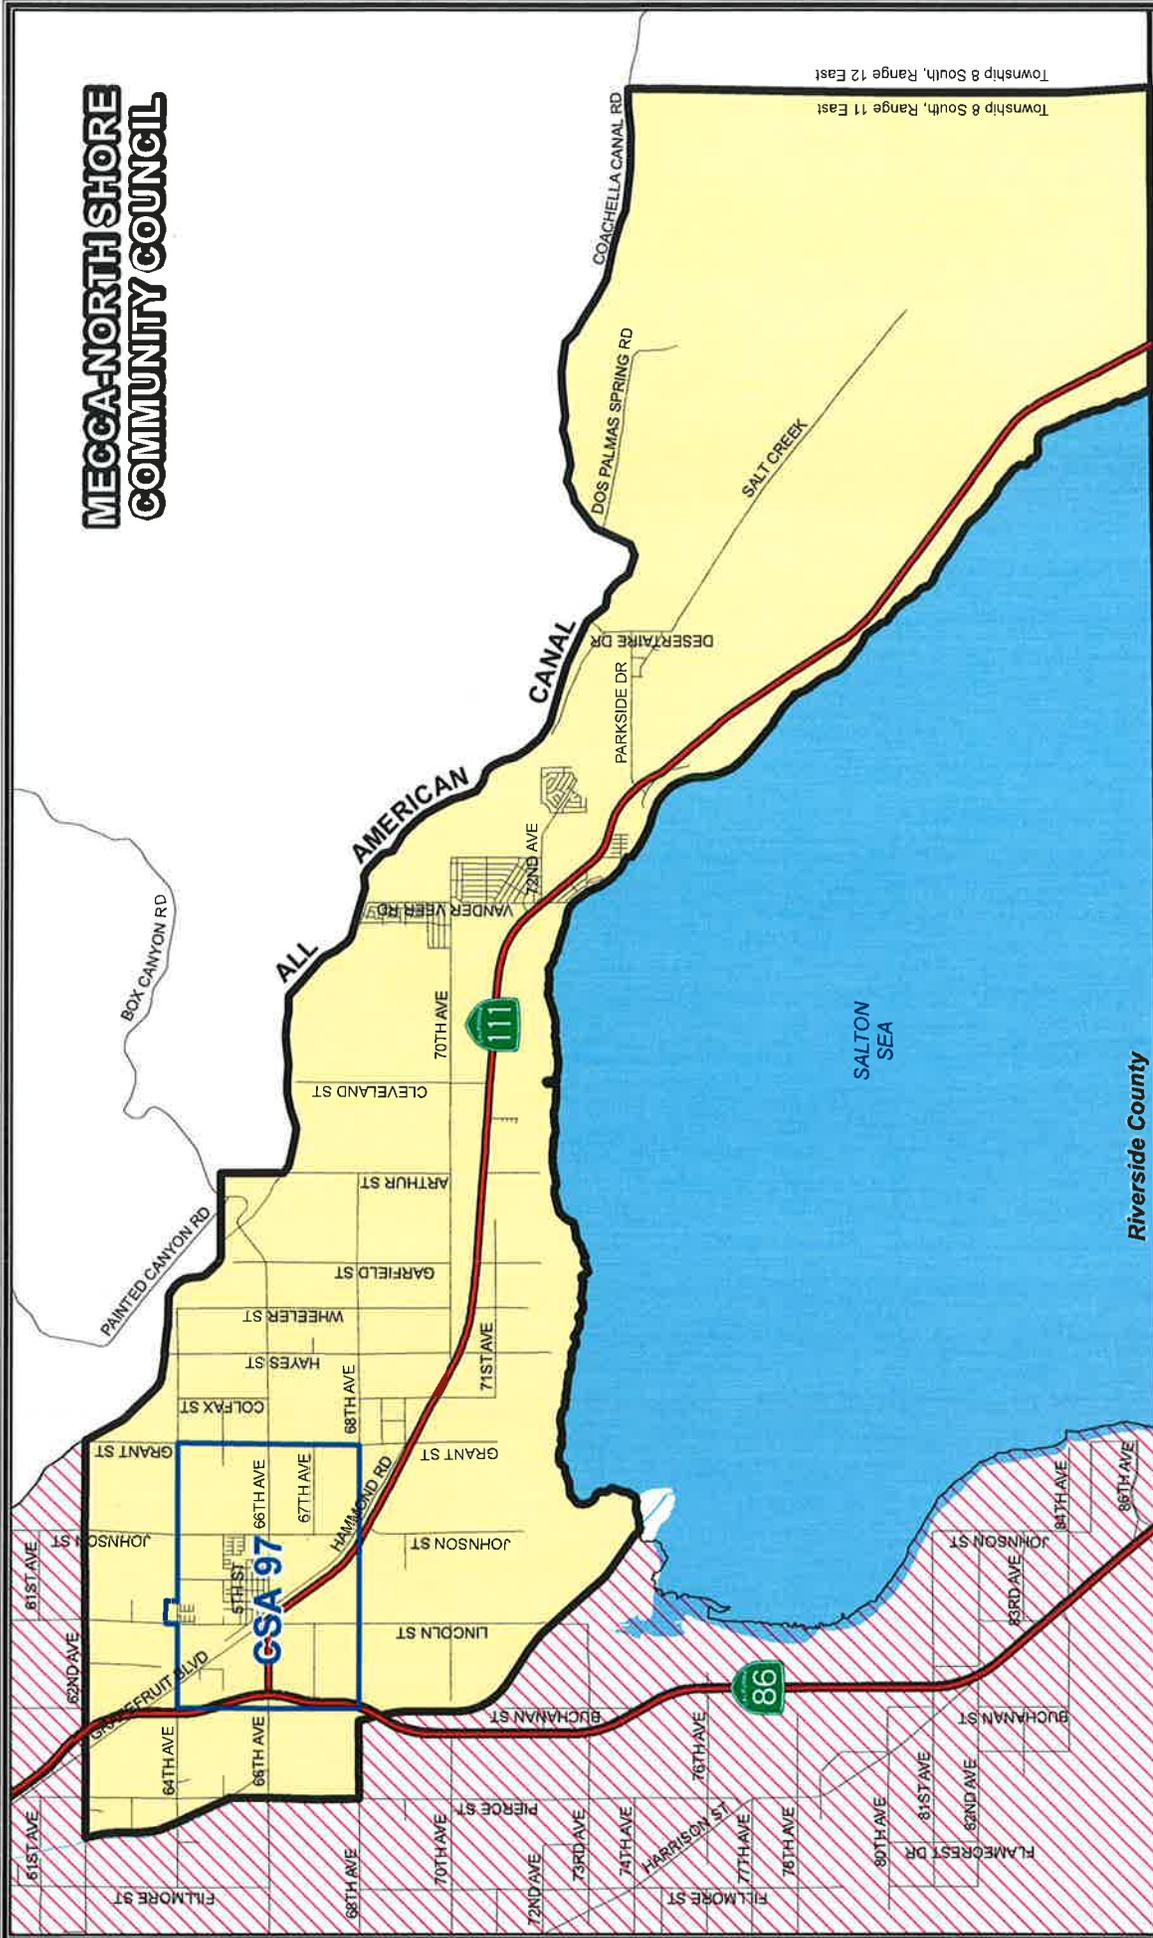 MECCA-NORTH SHORE
COMMUNITY COUNCIL
Township 8 South, Range 12 East
Township 8 South, Range 11 East
COACHELLA CANAL RD
DOS PALMAS SPRING RD
SALT CREEK
DESERTAIRE DR
PARKSIDE DR
ALL
AMERICAN
CANAL
BOX CANYON RD
PAINTED CANYON RD
72ND AVE
VANDER VEER RD
70TH AVE
111
CLEVELAND ST
ARTHUR ST
GARFIELD ST
WHEELER ST
HAYES ST
71ST AVE
COLFAX ST
68TH AVE
GRANT ST
GRANT ST
66TH AVE
67TH AVE
HAMMOND RD
JOHNSON ST
JOHNSON ST
61ST AVE
5TH ST
CSA 97
LINCOLN ST
62ND AVE
GRAPEFRUIT BLVD
64TH AVE
66TH AVE
61ST AVE
FILLMORE ST
68TH AVE
BUCHANAN ST
PIERCE ST
70TH AVE
72ND AVE
73RD AVE
74TH AVE
HARRISON ST
FILLMORE ST
76TH AVE
77TH AVE
78TH AVE
86
80TH AVE
81ST AVE
82ND AVE
FLAMECREST DR
BUCHANAN ST
83RD AVE
JOHNSON ST
84TH AVE
86TH AVE
SALTON
SEA
Riverside County